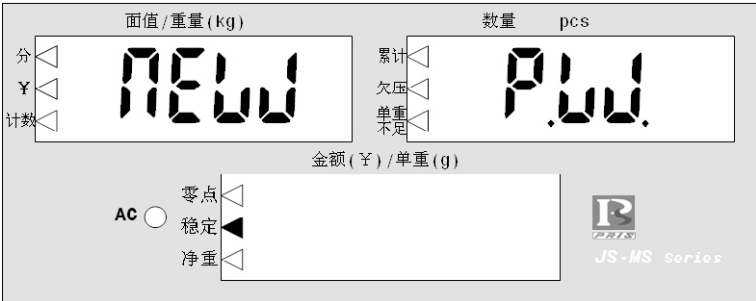 面值/重量(kg)
数量 pcs
分
¥
计数
NEW
累计
欠压
单重
不足
P.W.
金额(¥)/单重(g)
AC
零点
稳定
净重
PRIS
JS-MS Series